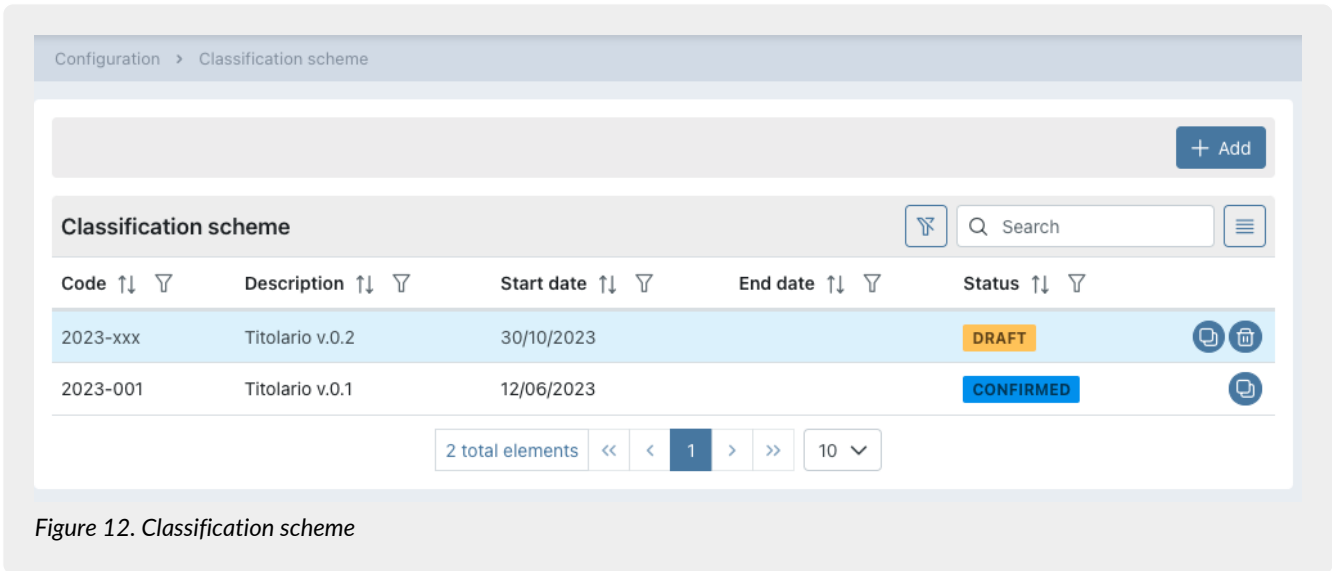 Configuration > Classification scheme
+ Add
Classification scheme
Search
Code Description Start date End date Status
2023-xxx Titolario v.0.2 30/10/2023 DRAFT
2023-001 Titolario v.0.1 12/06/2023 CONFIRMED
2 total elements << < 1 > >> 10
Figure 12. Classification scheme